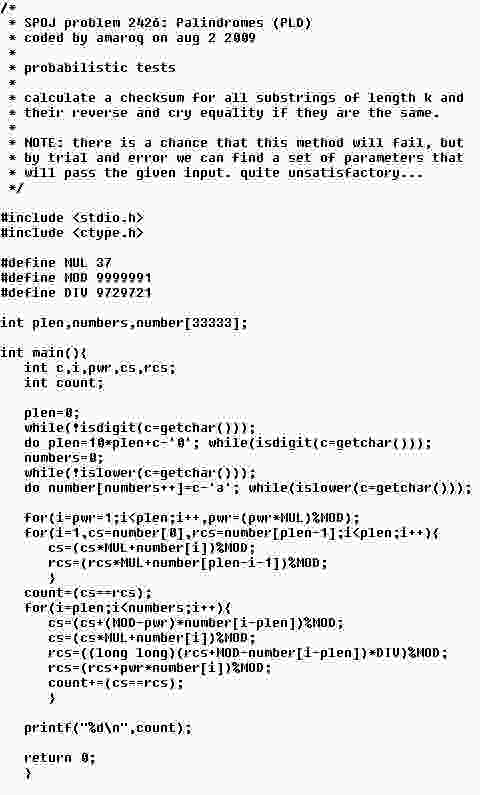 /*
 * SPOJ problem 2426: Palindromes (PLD)
 * coded by amaroq on aug 2 2009
 *
 * probabilistic tests
 *
 * calculate a checksum for all substrings of length k and
 * their reverse and cry equality if they are the same.
 *
 * NOTE: there is a chance that this method will fail, but
 * by trial and error we can find a set of parameters that
 * will pass the given input. quite unsatisfactory...
 */
#include <stdio.h>
#include <ctype.h>
#define MUL 37
#define MOD 9999991
#define DIV 9729721
int plen,numbers,number[33333];
int main(){
   int c,i,pwr,cs,rcs;
   int count;
   plen=0;
   while(!isdigit(c=getchar()));
   do plen=10*plen+c-'0'; while(isdigit(c=getchar()));
   numbers=0;
   while(!islower(c=getchar()));
   do number[numbers++]=c-'a'; while(islower(c=getchar()));
   for(i=pwr=1;i<plen;i++,pwr=(pwr*MUL)%MOD);
   for(i=1,cs=number[0],rcs=number[plen-1];i<plen;i++){
      cs=(cs*MUL+number[i])%MOD;
      rcs=(rcs*MUL+number[plen-i-1])%MOD;
      }
   count=(cs==rcs);
   for(i=plen;i<numbers;i++){
      cs=(cs+(MOD-pwr)*number[i-plen])%MOD;
      cs=(cs*MUL+number[i])%MOD;
      rcs=((long long)(rcs+MOD-number[i-plen])*DIV)%MOD;
      rcs=(rcs+pwr*number[i])%MOD;
      count+=(cs==rcs);
      }
   printf("%d\n",count);
   return 0;
   }